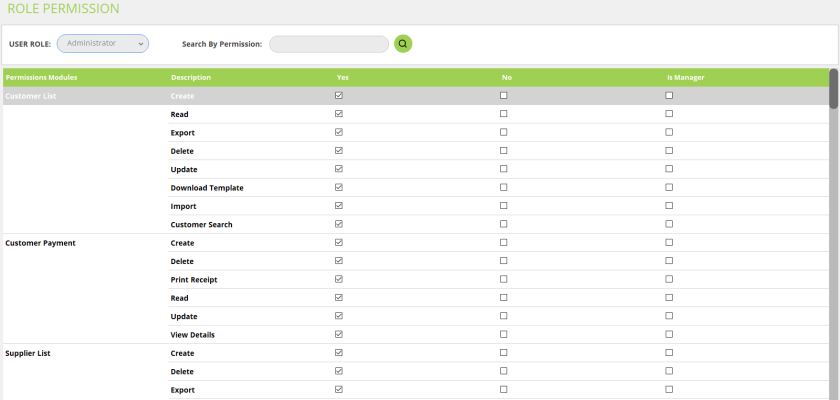 ROLE PERMISSION
USER ROLE: Administrator Search By Permission:
Permissions Modules Description Yes No Is Manager
Customer List Create
Read
Export
Delete
Update
Download Template
Import
Customer Search
Customer Payment Create
Delete
Print Receipt
Read
Update
View Details
Supplier List Create
Delete
Export